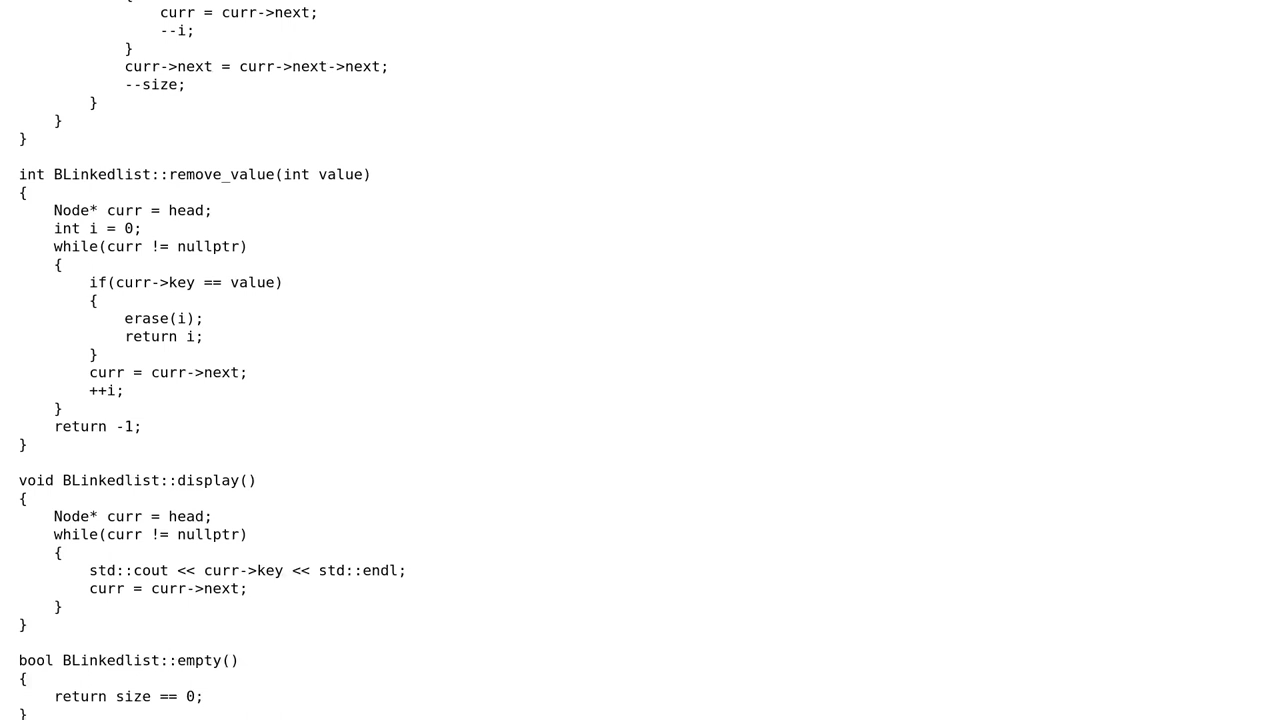 {
                curr = curr->next;
                --i;
            }
            curr->next = curr->next->next;
            --size;
        }
    }
}

int BLinkedlist::remove_value(int value)
{
    Node* curr = head;
    int i = 0;
    while(curr != nullptr)
    {
        if(curr->key == value)
        {
            erase(i);
            return i;
        }
        curr = curr->next;
        ++i;
    }
    return -1;
}

void BLinkedlist::display()
{
    Node* curr = head;
    while(curr != nullptr)
    {
        std::cout << curr->key << std::endl;
        curr = curr->next;
    }
}

bool BLinkedlist::empty()
{
    return size == 0;
}